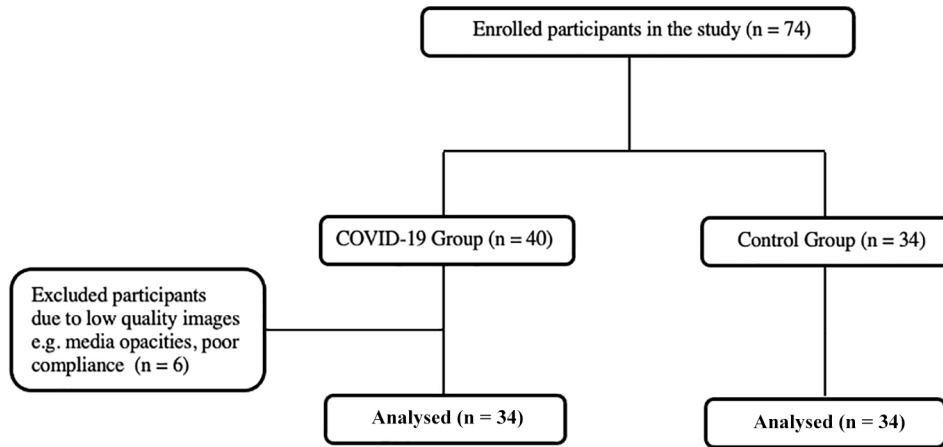 Enrolled participants in the study (n = 74)
COVID-19 Group (n = 40)
Control Group (n = 34)
Excluded participants
due to low quality images
e.g. media opacities, poor
compliance (n = 6)
Analysed (n = 34)
Analysed (n = 34)